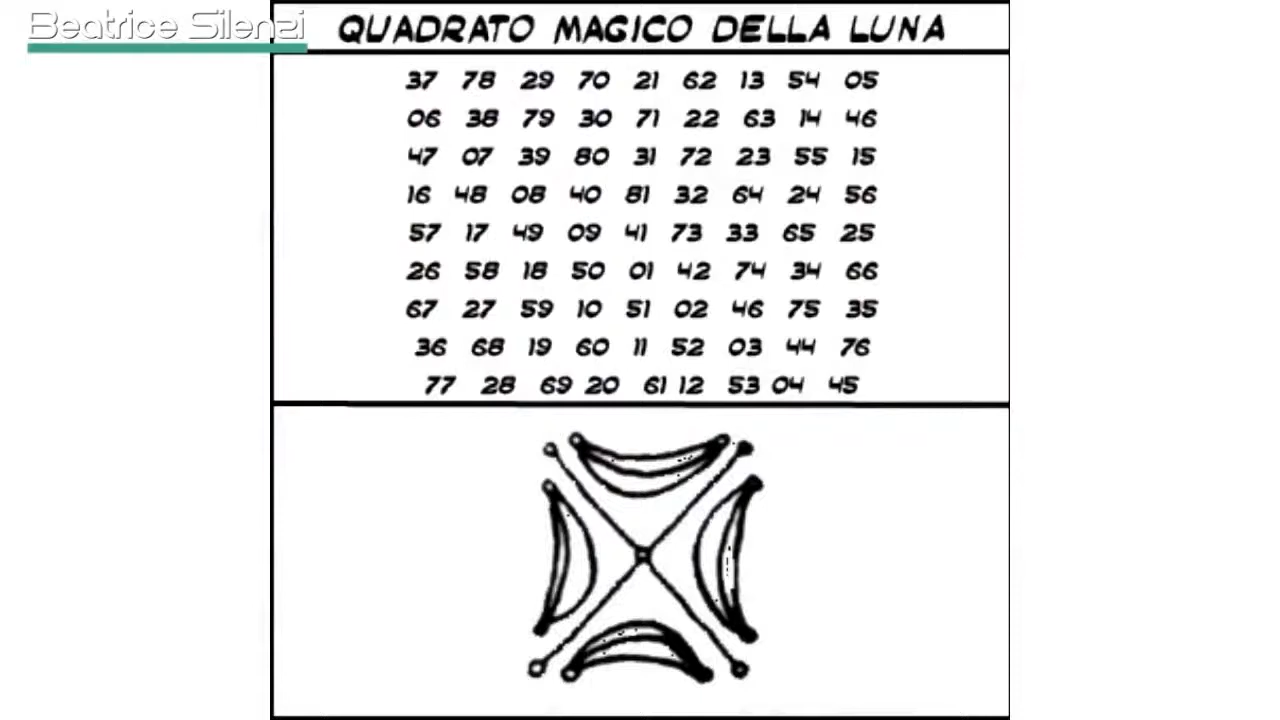 Beatrice Silenzi
QUADRATO MAGICO DELLA LUNA
37 78 29 70 21 62 13 54 05
06 38 79 30 71 22 63 14 46
47 07 39 80 31 72 23 55 15
16 48 08 40 81 32 64 24 56
57 17 49 09 41 73 33 65 25
26 58 18 50 01 42 74 34 66
67 27 59 10 51 02 46 75 35
36 68 19 60 11 52 03 44 76
77 28 69 20 61 12 53 04 45